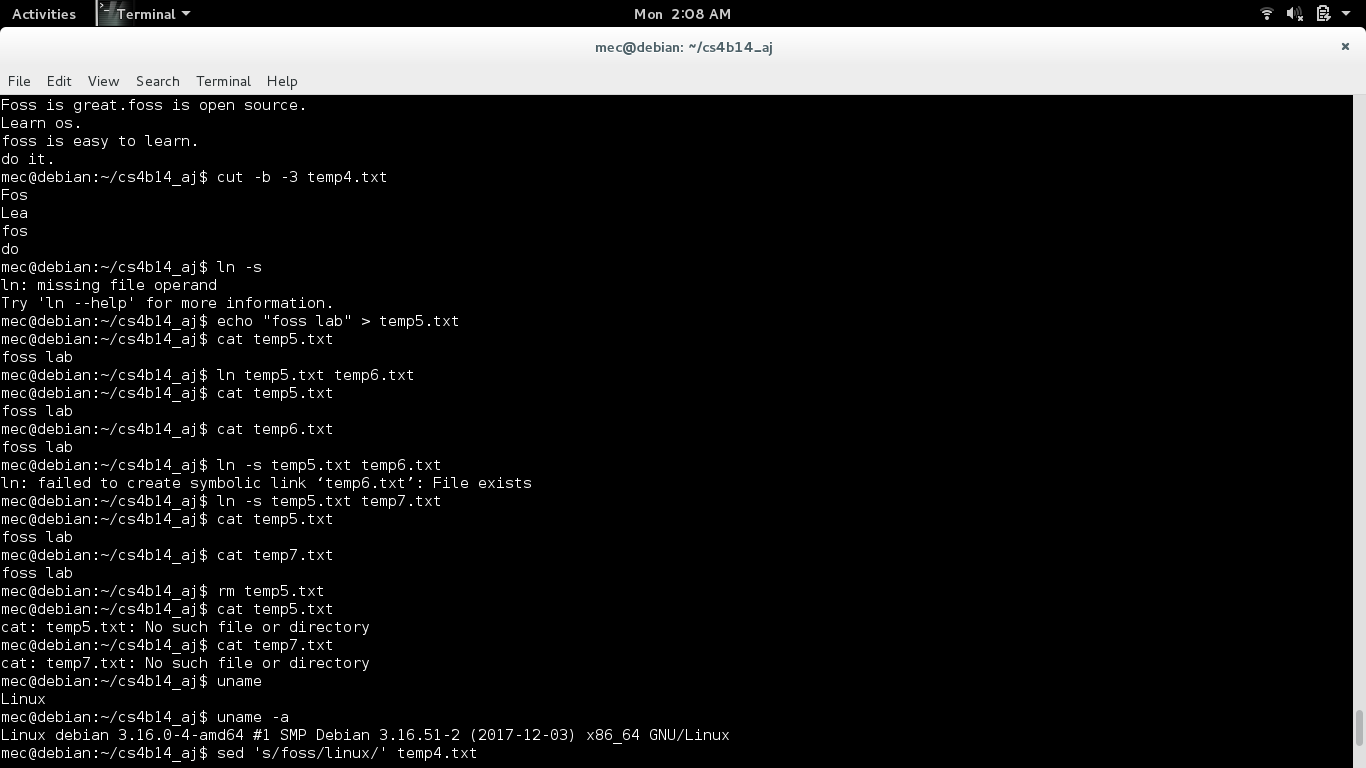 Activities Terminal Mon 2:08 AM
mec@debian: ~/cs4b14_aj ×
File Edit View Search Terminal Help
Foss is great.foss is open source.
Learn os.
foss is easy to learn.
do it.
mec@debian:~/cs4b14_aj$ cut -b -3 temp4.txt
Fos
Lea
fos
do
mec@debian:~/cs4b14_aj$ ln -s
ln: missing file operand
Try 'ln --help' for more information.
mec@debian:~/cs4b14_aj$ echo "foss lab" > temp5.txt
mec@debian:~/cs4b14_aj$ cat temp5.txt
foss lab
mec@debian:~/cs4b14_aj$ ln temp5.txt temp6.txt
mec@debian:~/cs4b14_aj$ cat temp5.txt
foss lab
mec@debian:~/cs4b14_aj$ cat temp6.txt
foss lab
mec@debian:~/cs4b14_aj$ ln -s temp5.txt temp6.txt
ln: failed to create symbolic link ‘temp6.txt’: File exists
mec@debian:~/cs4b14_aj$ ln -s temp5.txt temp7.txt
mec@debian:~/cs4b14_aj$ cat temp5.txt
foss lab
mec@debian:~/cs4b14_aj$ cat temp7.txt
foss lab
mec@debian:~/cs4b14_aj$ rm temp5.txt
mec@debian:~/cs4b14_aj$ cat temp5.txt
cat: temp5.txt: No such file or directory
mec@debian:~/cs4b14_aj$ cat temp7.txt
cat: temp7.txt: No such file or directory
mec@debian:~/cs4b14_aj$ uname
Linux
mec@debian:~/cs4b14_aj$ uname -a
Linux debian 3.16.0-4-amd64 #1 SMP Debian 3.16.51-2 (2017-12-03) x86_64 GNU/Linux
mec@debian:~/cs4b14_aj$ sed 's/foss/linux/' temp4.txt